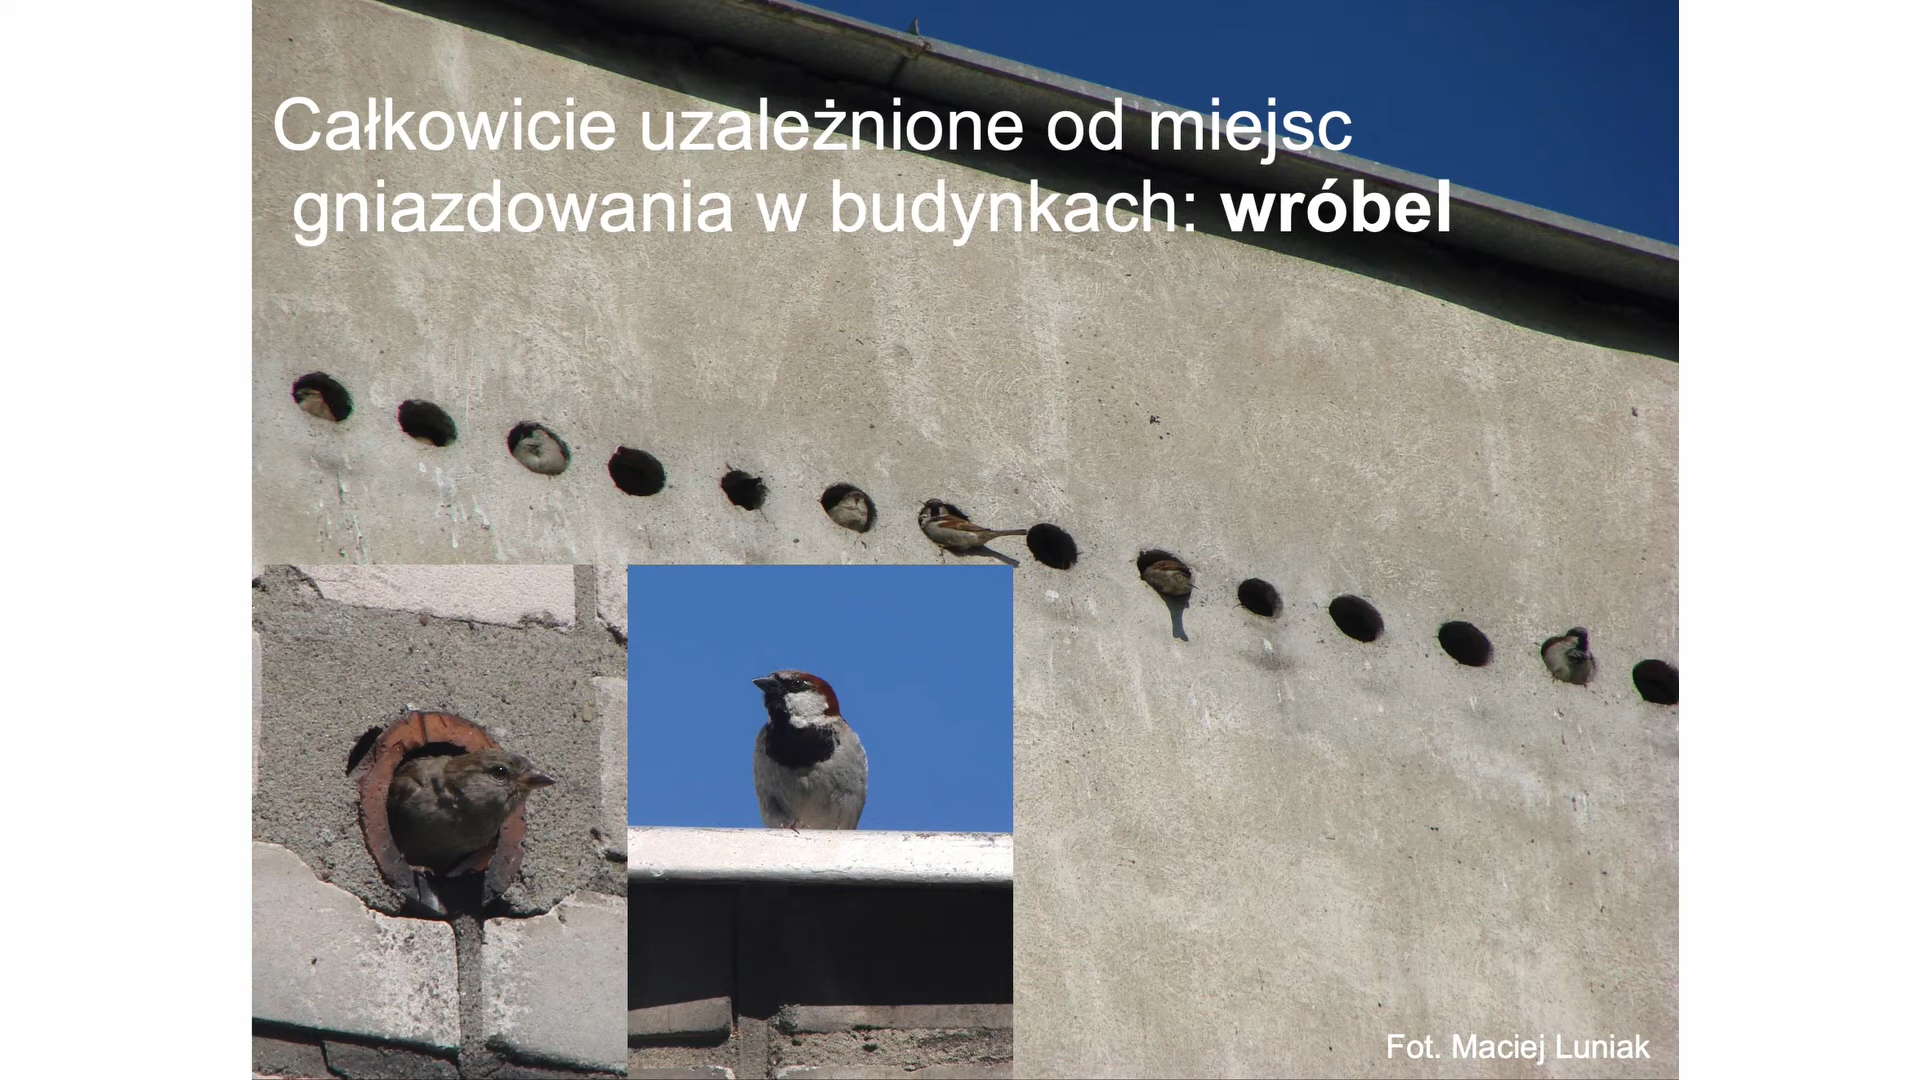 Całkowicie uzależnione od miejsc
gniazdowania w budynkach: wróbel
Fot. Maciej Luniak